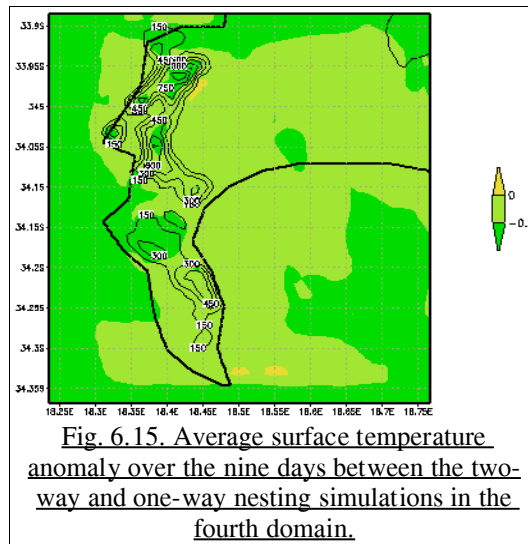 33.9S
33.95S
34S
34.05S
34.1S
34.15S
34.2S
34.25S
34.3S
34.35S
18.25E 18.3E 18.35E 18.4E 18.45E 18.5E 18.55E 18.6E 18.65E 18.7E 18.75E
150
450
750
450
450
150
300
150
150
150
300
300
450
150
150
0
Fig. 6.15. Average surface temperature
anomaly over the nine days between the two-
way and one-way nesting simulations in the
fourth domain.